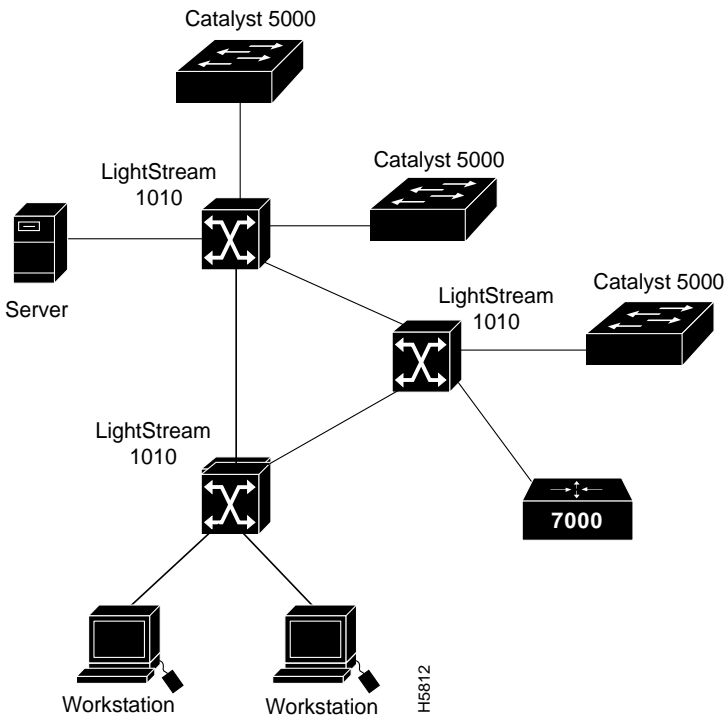 Catalyst 5000
LightStream
1010
Catalyst 5000
Server
LightStream
1010
Catalyst 5000
LightStream
1010
7000
Workstation
Workstation
H5812